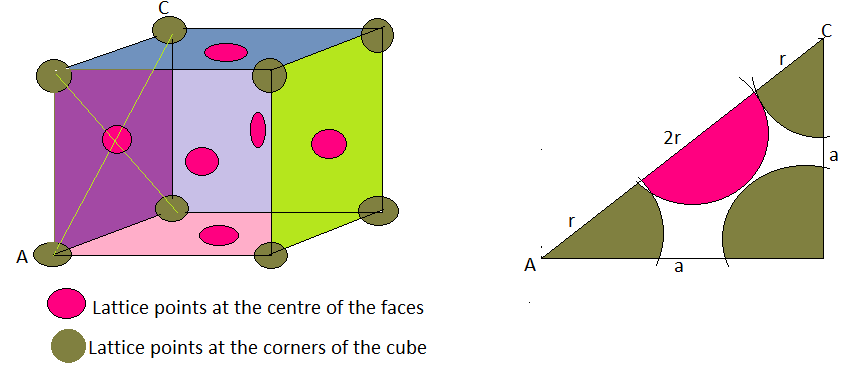 C
A
Lattice points at the centre of the faces
Lattice points at the corners of the cube
C
r
2r
a
r
A
a